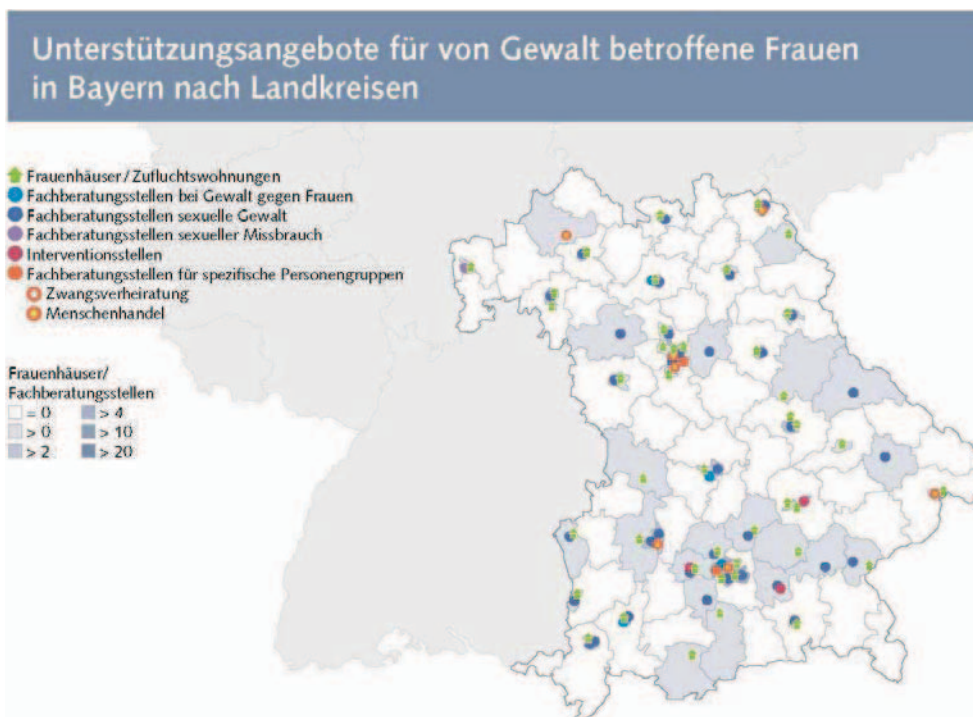 Unterstützungsangebote für von Gewalt betroffene Frauen
in Bayern nach Landkreisen
Frauenhäuser / Zufluchtswohnungen
Fachberatungsstellen bei Gewalt gegen Frauen
Fachberatungsstellen sexuelle Gewalt
Fachberatungsstellen sexueller Missbrauch
Interventionsstellen
Fachberatungsstellen für spezifische Personengruppen
Zwangsverheiratung
Menschenhandel
Frauenhäuser/
Fachberatungsstellen
= 0 > 4
> 0 > 10
> 2 > 20